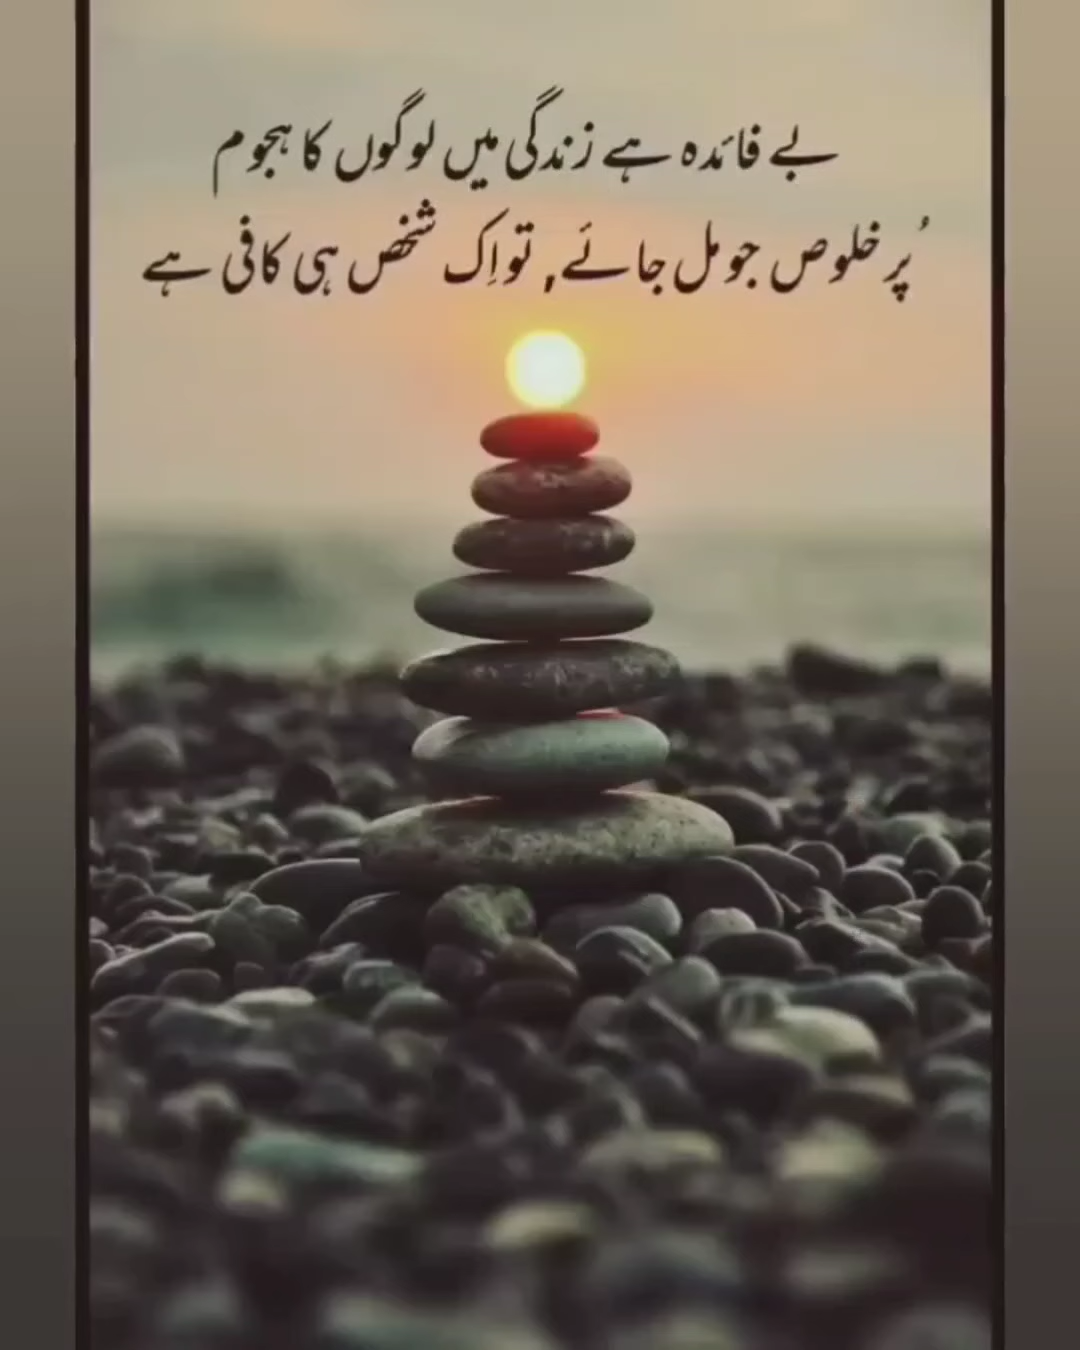 بے فائدہ ہے زندگی میں لوگوں کا ہجوم
پُر خلوص جو مل جائے, تو اِک شخص ہی کافی ہے